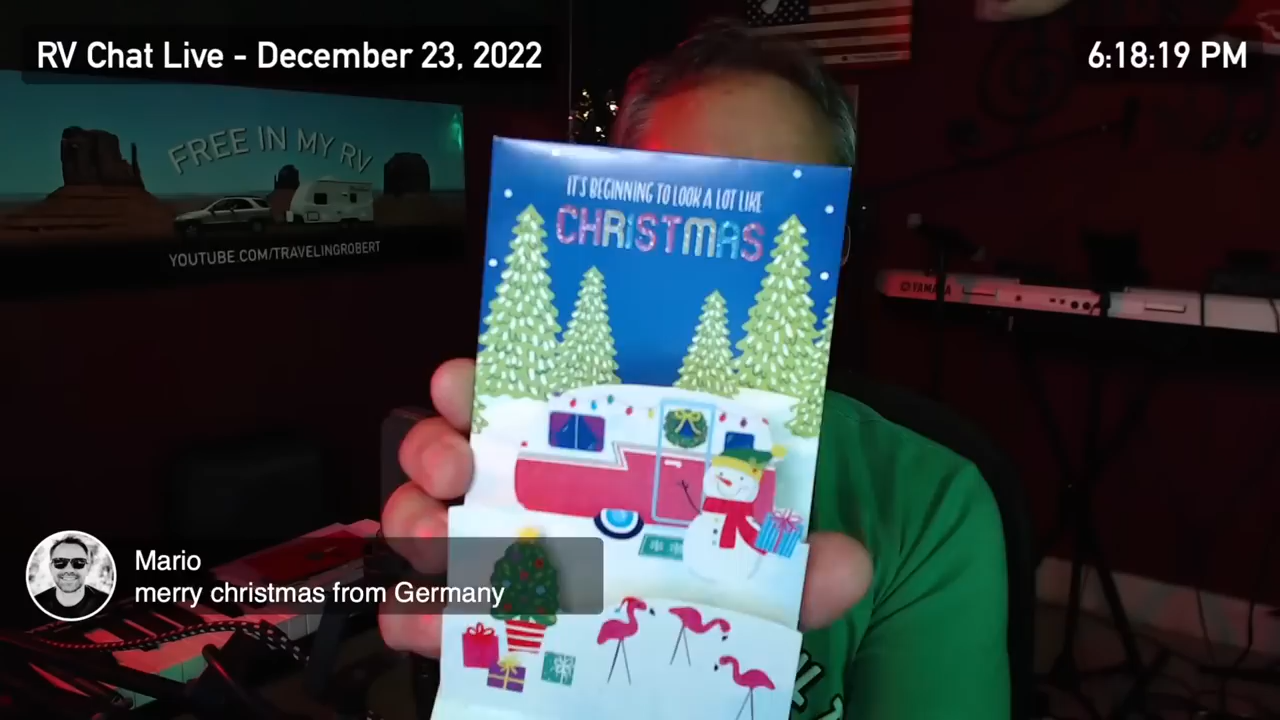 RV Chat Live - December 23, 2022
6:18:19 PM
FREE IN MY RV
YOUTUBE.COM/TRAVELINGROBERT
IT'S BEGINNING TO LOOK A LOT LIKE
CHRISTMAS
YAMAHA
Mario
merry christmas from Germany